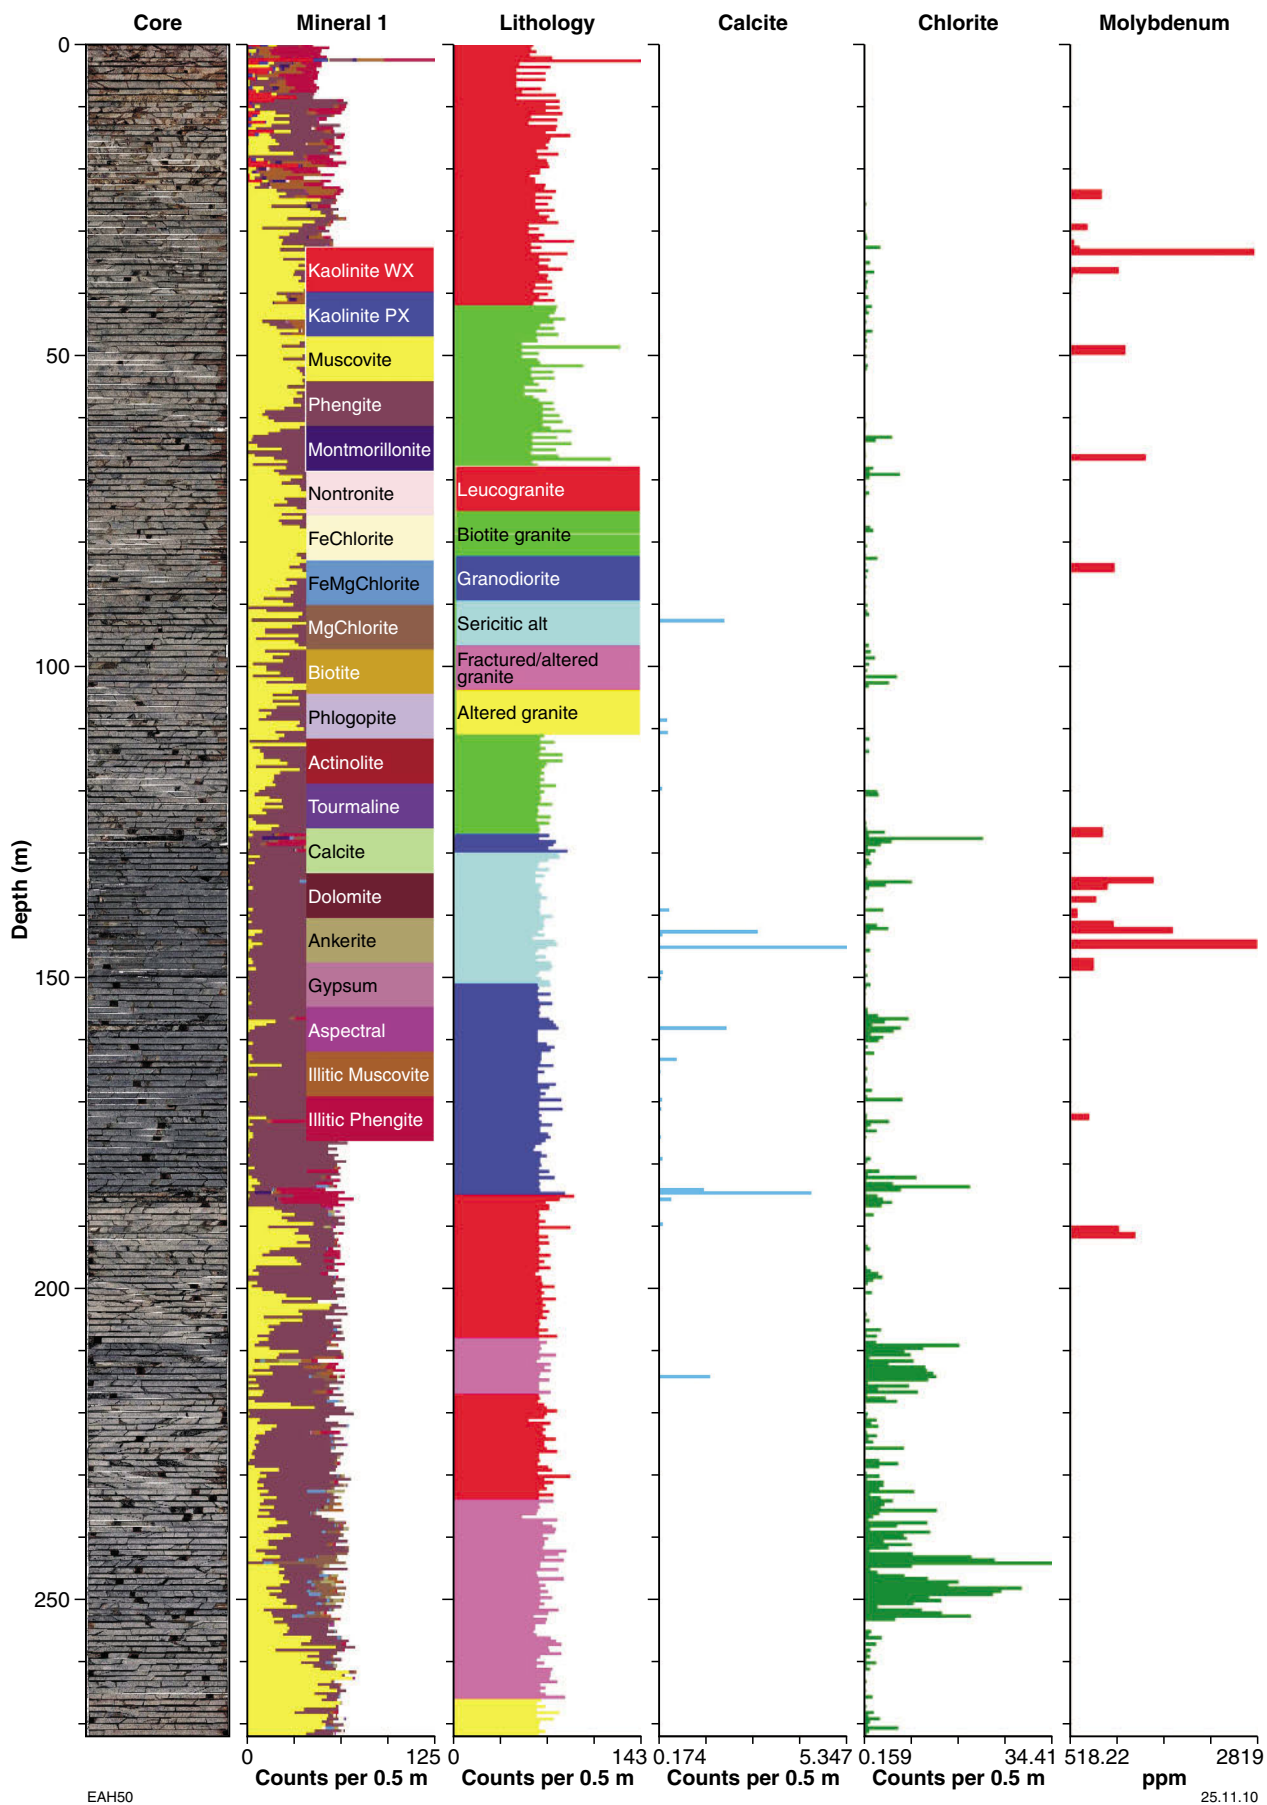 Core Mineral 1 Lithology Calcite Chlorite Molybdenum
0
Kaolinite WX
Kaolinite PX
50
Muscovite
Phengite
Montmorillonite
Nontronite
FeChlorite
FeMgChlorite
MgChlorite
Biotite
Phlogopite
Actinolite
Tourmaline
Calcite
Dolomite
Ankerite
Gypsum
Aspectral
Illitic Muscovite
Illitic Phengite
Leucogranite
Biotite granite
Granodiorite
Sericitic alt
Fractured/altered
granite
Altered granite
100
Depth (m)
150
200
250
0 125 0 143 0.174 5.347 0.159 34.41 518.22 2819
Counts per 0.5 m Counts per 0.5 m Counts per 0.5 m Counts per 0.5 m ppm
EAH50 25.11.10